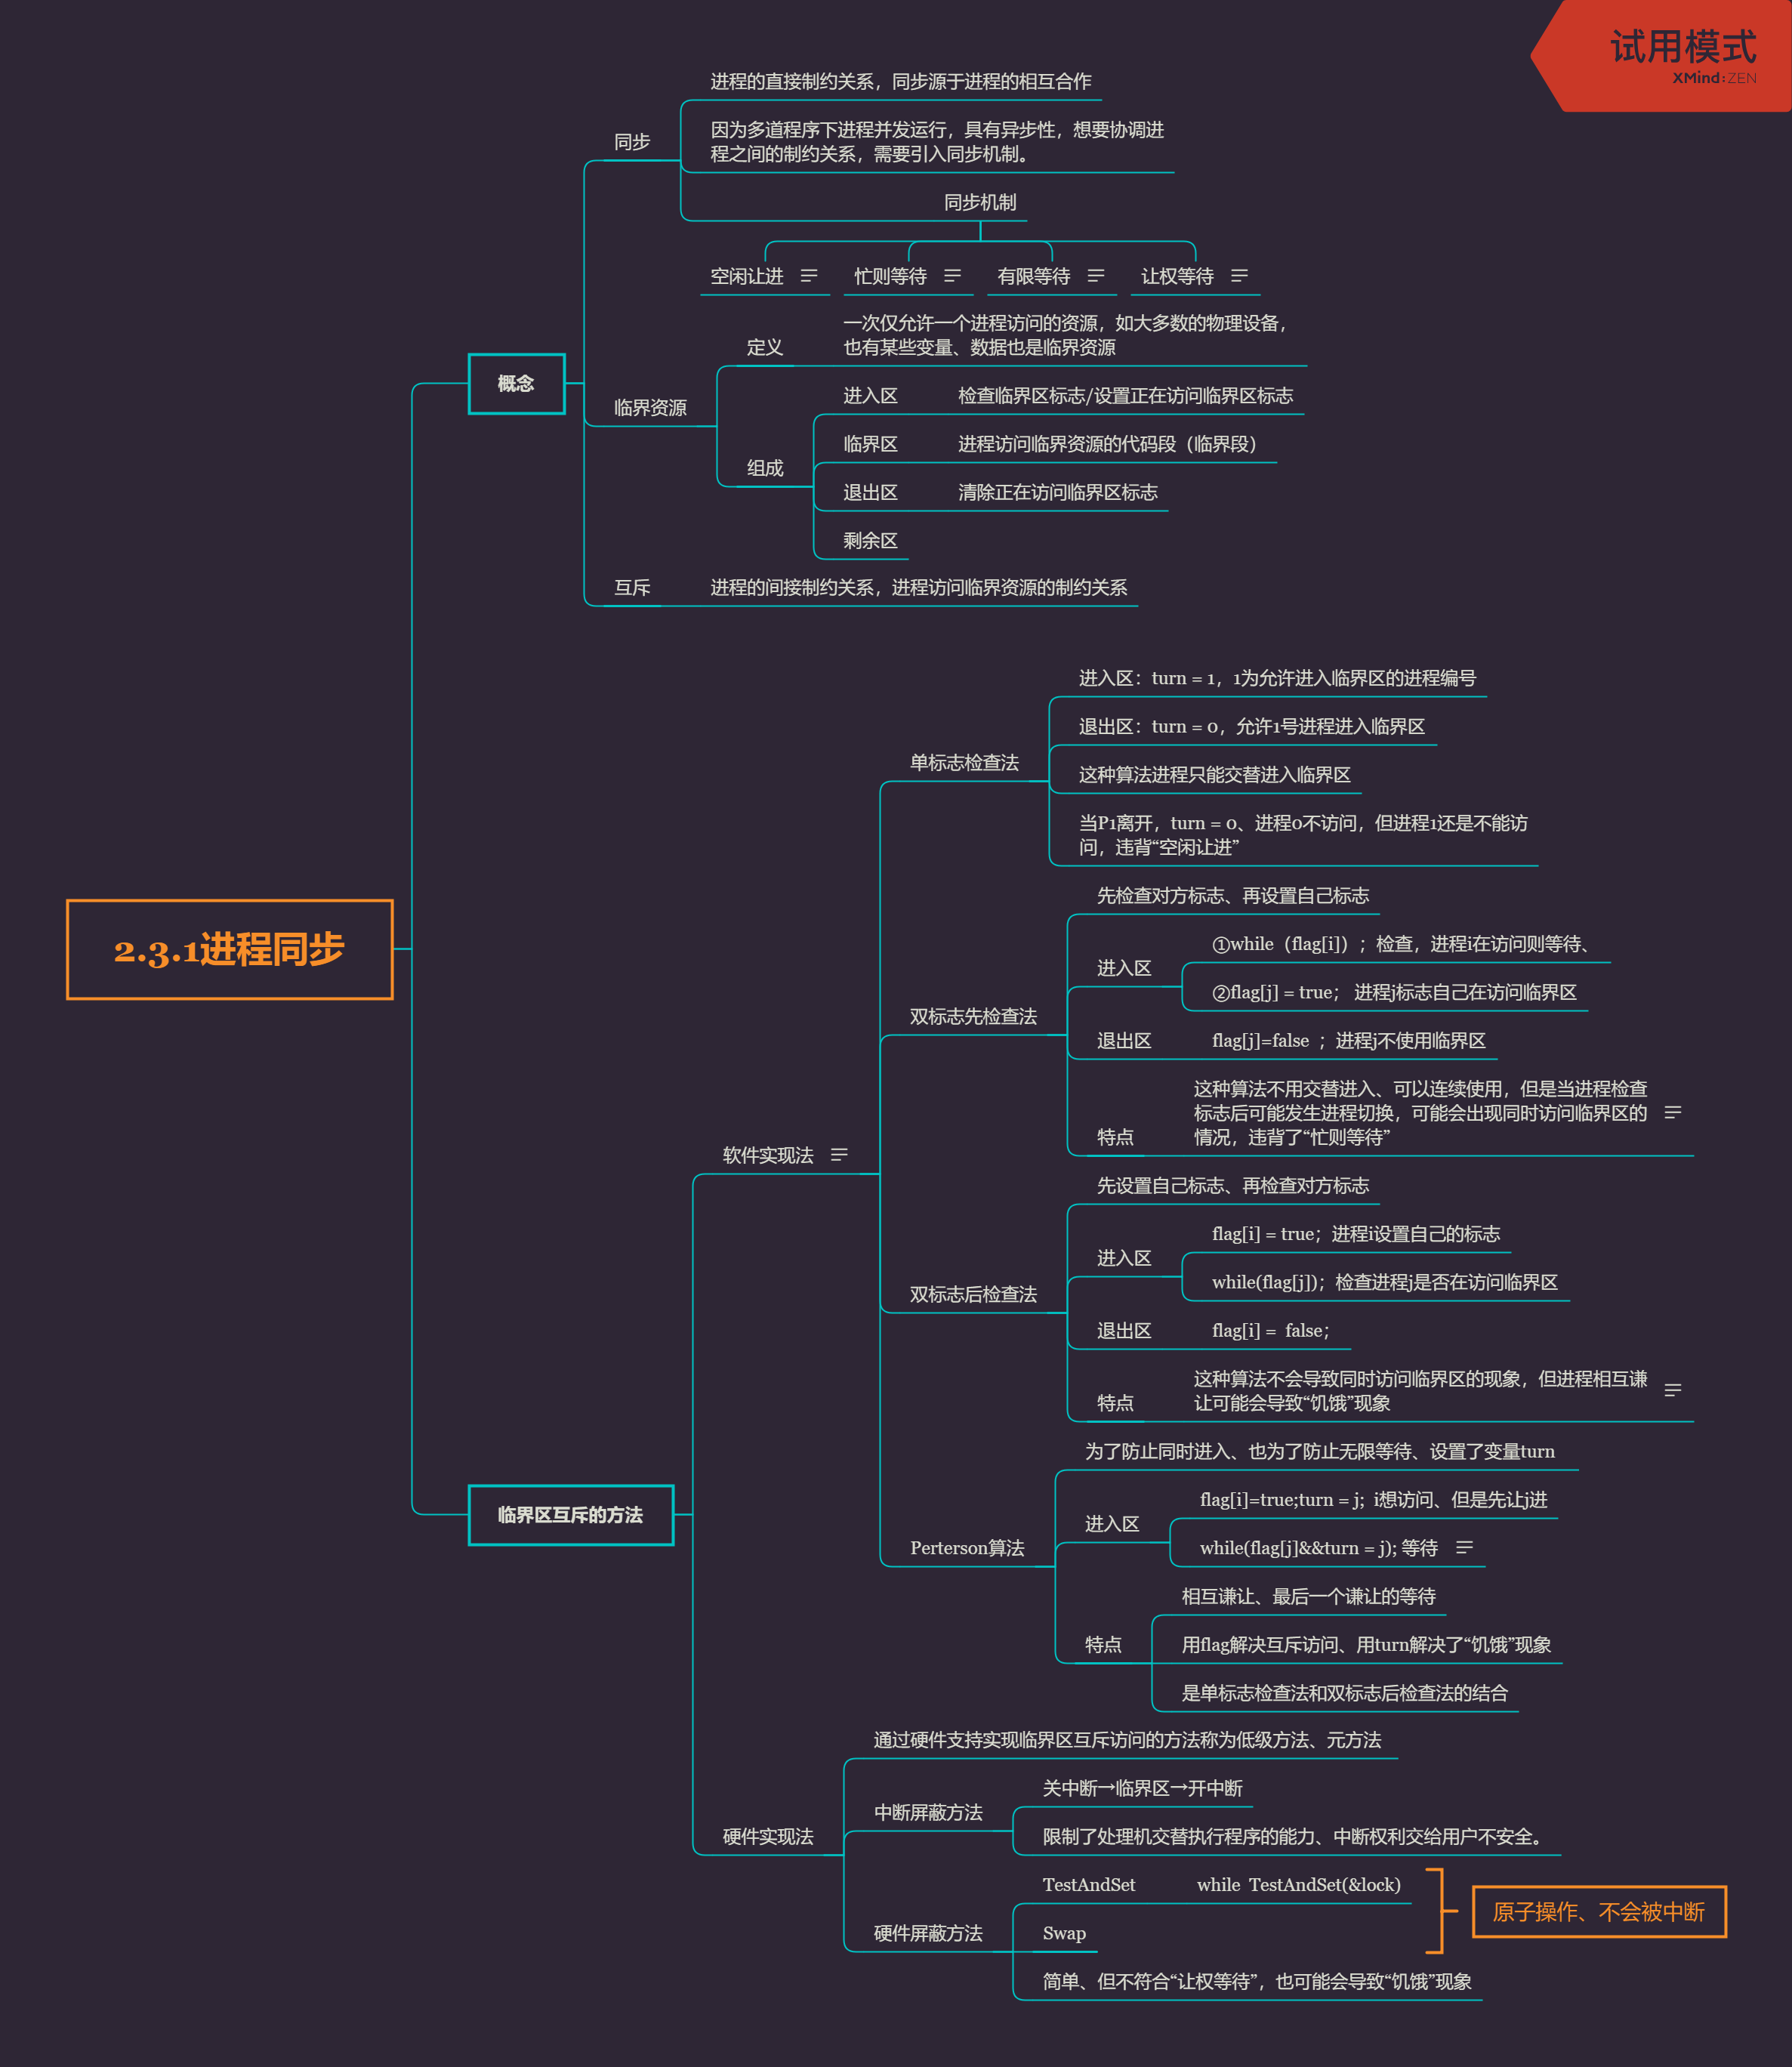 试用模式
XMind:ZEN
2.3.1进程同步
概念
同步
进程的直接制约关系，同步源于进程的相互合作
因为多道程序下进程并发运行，具有异步性，想要协调进
程之间的制约关系，需要引入同步机制。
同步机制
空闲让进
忙则等待
有限等待
让权等待
临界资源
定义
一次仅允许一个进程访问的资源，如大多数的物理设备，
也有某些变量、数据也是临界资源
组成
进入区
检查临界区标志/设置正在访问临界区标志
临界区
进程访问临界资源的代码段（临界段）
退出区
清除正在访问临界区标志
剩余区
互斥
进程的间接制约关系，进程访问临界资源的制约关系
临界区互斥的方法
软件实现法
单标志检查法
进入区：turn = 1，1为允许进入临界区的进程编号
退出区：turn = 0，允许1号进程进入临界区
这种算法进程只能交替进入临界区
当P1离开，turn = 0、进程0不访问，但进程1还是不能访
问，违背“空闲让进”
双标志先检查法
先检查对方标志、再设置自己标志
进入区
①while（flag[i]）；检查，进程i在访问则等待、
②flag[j] = true； 进程j标志自己在访问临界区
退出区
flag[j]=false ；进程j不使用临界区
特点
这种算法不用交替进入、可以连续使用，但是当进程检查
标志后可能发生进程切换，可能会出现同时访问临界区的
情况，违背了“忙则等待”
双标志后检查法
先设置自己标志、再检查对方标志
进入区
flag[i] = true；进程i设置自己的标志
while(flag[j])；检查进程j是否在访问临界区
退出区
flag[i] = false；
特点
这种算法不会导致同时访问临界区的现象，但进程相互谦
让可能会导致“饥饿”现象
Perterson算法
为了防止同时进入、也为了防止无限等待、设置了变量turn
进入区
flag[i]=true;turn = j; i想访问、但是先让j进
while(flag[j]&&turn = j); 等待
特点
相互谦让、最后一个谦让的等待
用flag解决互斥访问、用turn解决了“饥饿”现象
是单标志检查法和双标志后检查法的结合
硬件实现法
通过硬件支持实现临界区互斥访问的方法称为低级方法、元方法
中断屏蔽方法
关中断→临界区→开中断
限制了处理机交替执行程序的能力、中断权利交给用户不安全。
硬件屏蔽方法
TestAndSet
while TestAndSet(&lock)
Swap
简单、但不符合“让权等待”，也可能会导致“饥饿”现象
原子操作、不会被中断